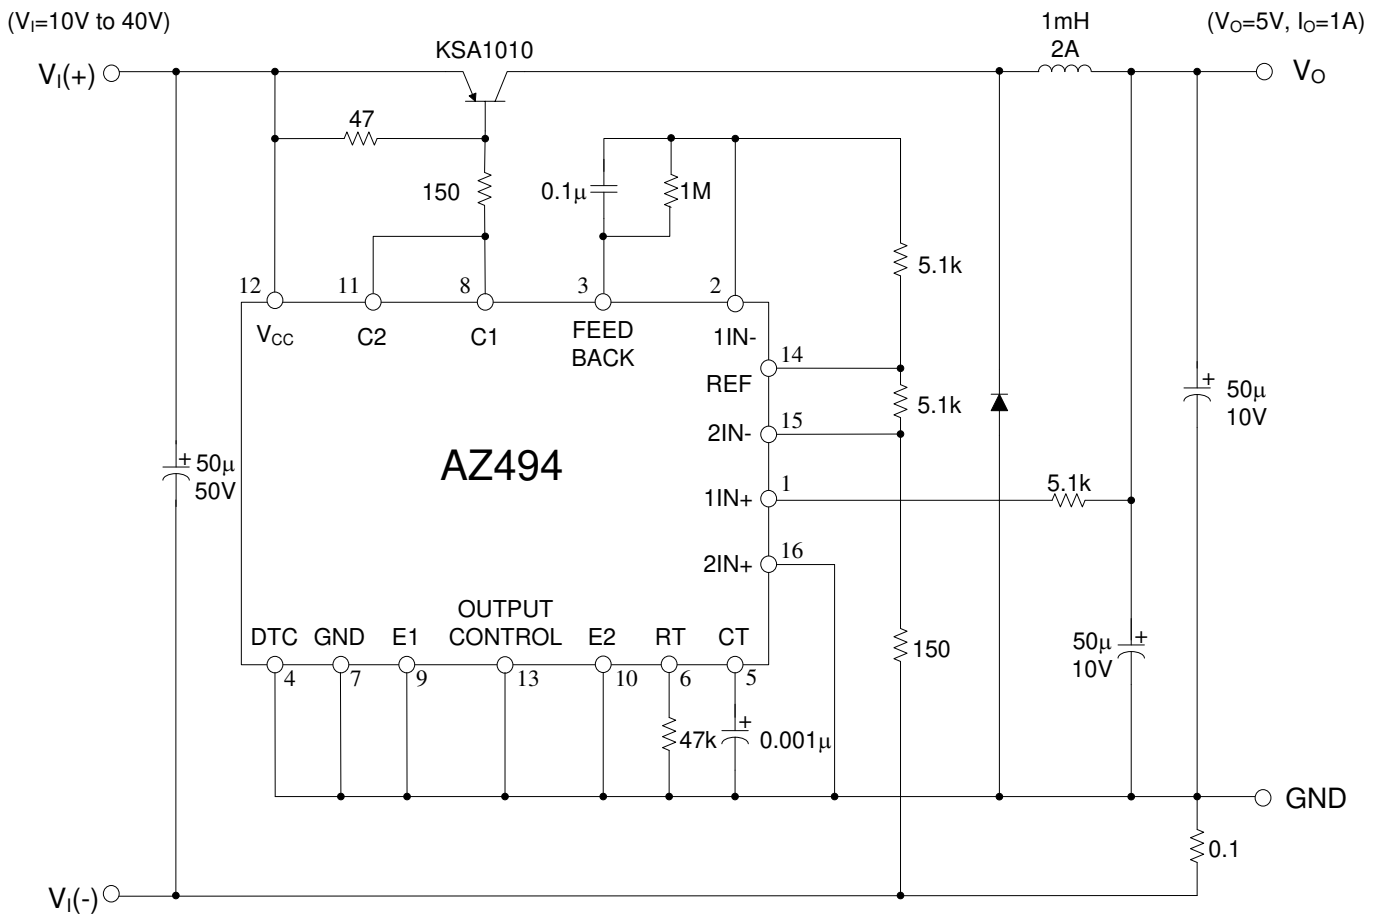 (VI=10V to 40V)
1mH
2A
(VO=5V, IO=1A)
KSA1010
VI(+)
VO
47
150
0.1μ
1M
5.1k
12
11
8
3
2
VCC
C2
C1
FEED
BACK
1IN-
14
REF
5.1k
15
2IN-
50μ
10V
AZ494
50μ
50V
1
1IN+
5.1k
16
2IN+
OUTPUT
CONTROL
DTC
GND
E1
E2
RT
CT
150
50μ
10V
4
7
9
13
10
6
5
47k
0.001μ
GND
0.1
VI(-)
+
+
+
+
+